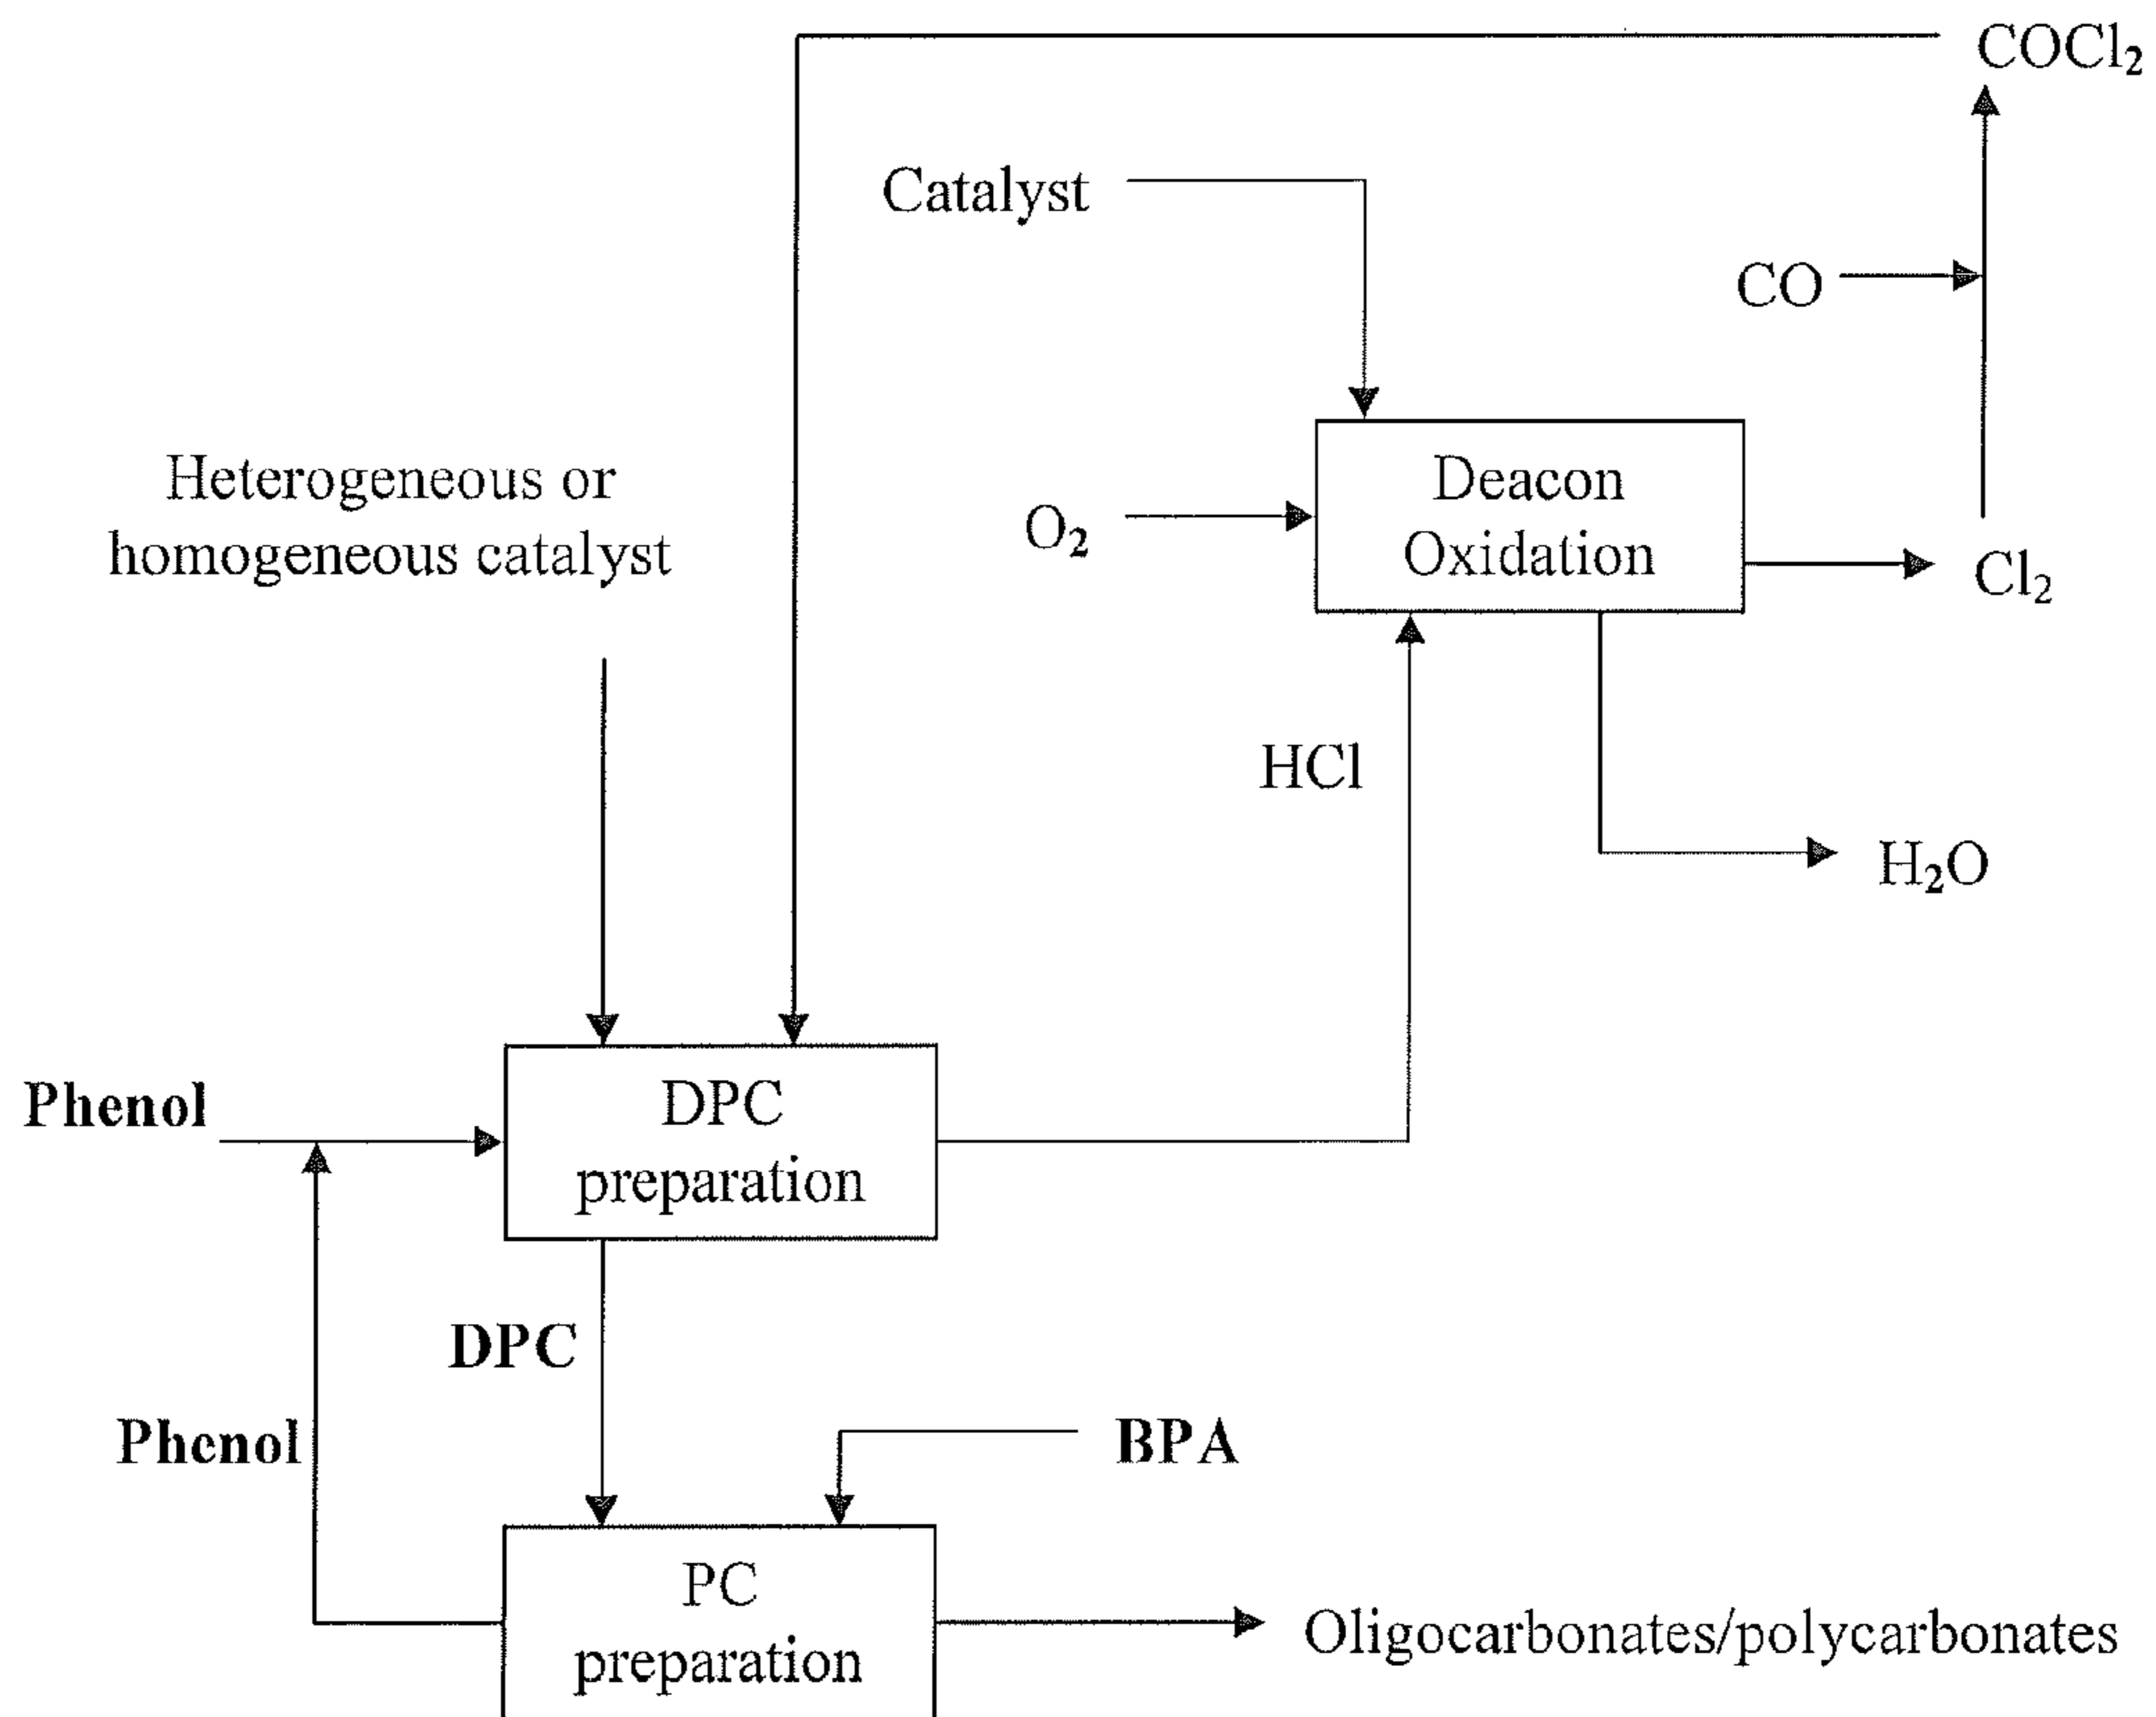 COCl₂
Catalyst
CO
Heterogeneous or
homogeneous catalyst
Deacon
Oxidation
O₂
Cl₂
HCl
H₂O
Phenol
DPC
preparation
DPC
Phenol
BPA
PC
preparation
Oligocarbonates/polycarbonates